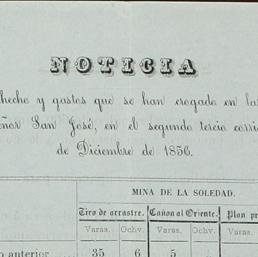 NOTICIA
hecho y gastos que se han erogado en la
eñor San José, en el segundo tercio corri
de Diciembre de 1856.
MINA DE LA SOLEDAD.
Tiro de arrastre. Cañon al Oriente. Plan p
Varas. Ochv. Varas. Ochv. Varas.
o anterior 35 6 5